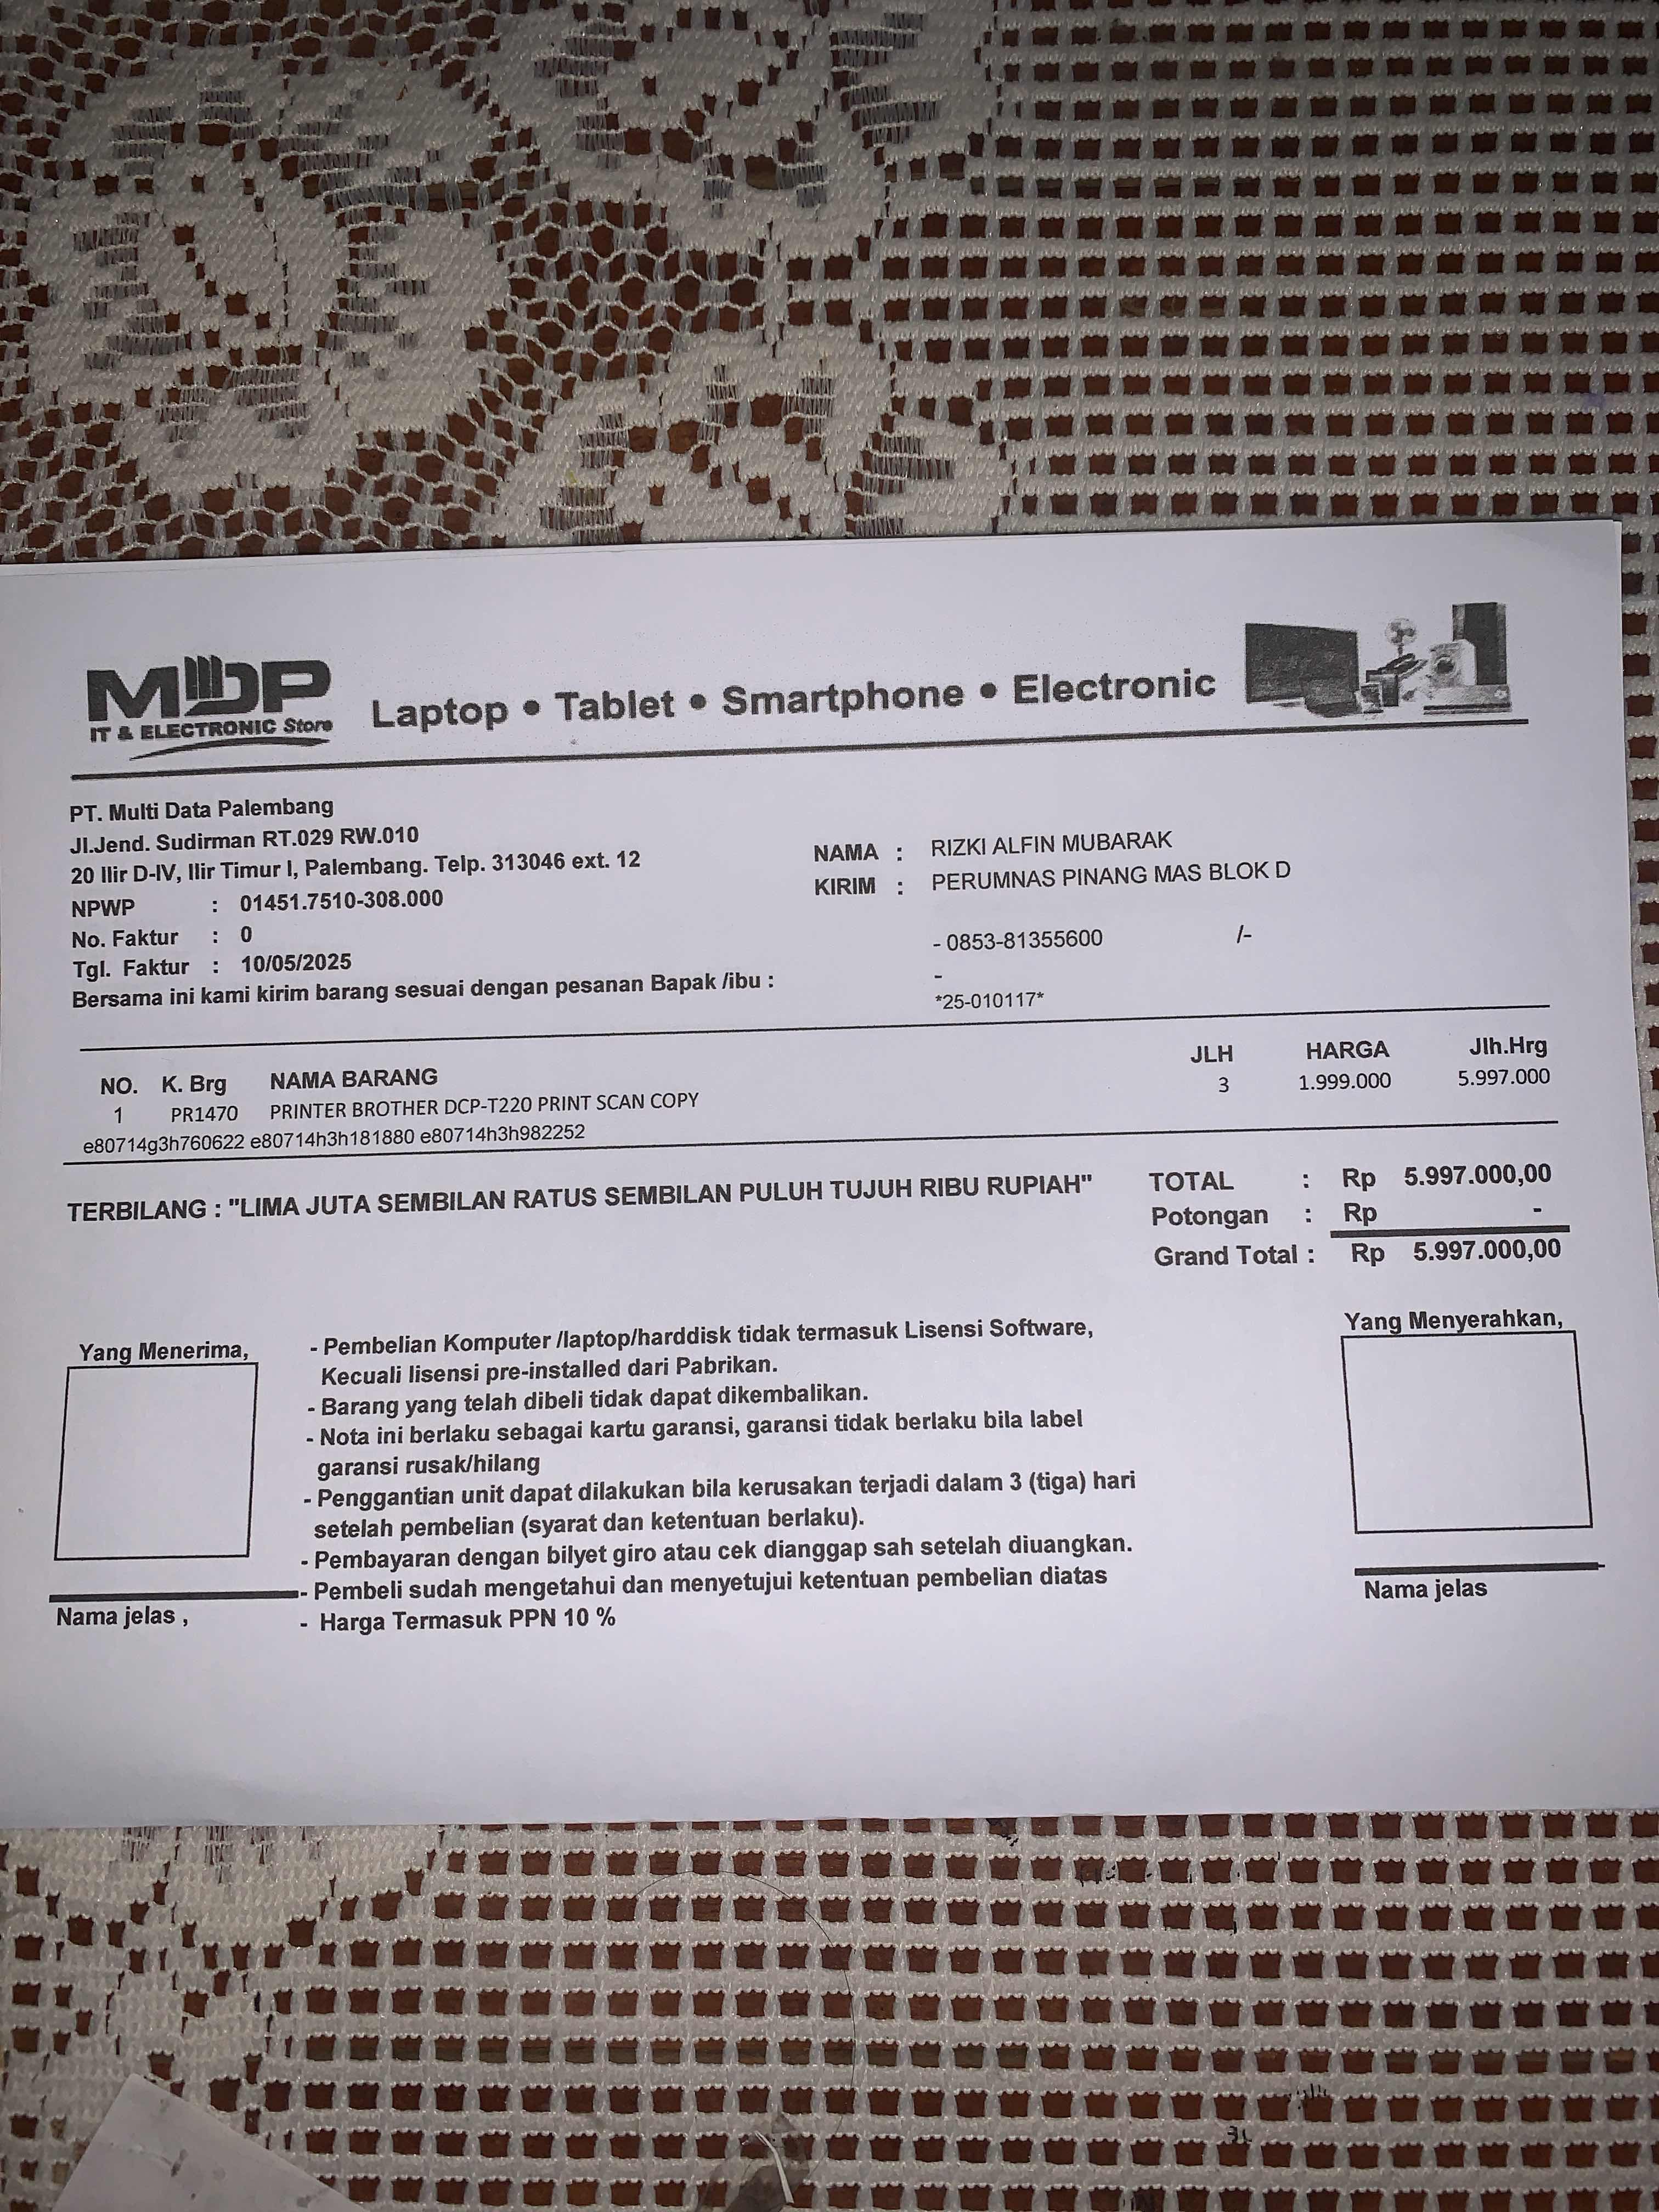 MDP
IT & ELECTRONIC Store
Laptop • Tablet • Smartphone • Electronic
PT. Multi Data Palembang
Jl.Jend. Sudirman RT.029 RW.010
20 Ilir D-IV, Ilir Timur I, Palembang. Telp. 313046 ext. 12
NPWP : 01451.7510-308.000
No. Faktur : 0
Tgl. Faktur : 10/05/2025
Bersama ini kami kirim barang sesuai dengan pesanan Bapak /ibu :
NAMA : RIZKI ALFIN MUBARAK
KIRIM : PERUMNAS PINANG MAS BLOK D
- 0853-81355600 /-
-
*25-010117*
NO. K. Brg NAMA BARANG JLH HARGA Jlh.Hrg
1 PR1470 PRINTER BROTHER DCP-T220 PRINT SCAN COPY 3 1.999.000 5.997.000
e80714g3h760622 e80714h3h181880 e80714h3h982252
TERBILANG : "LIMA JUTA SEMBILAN RATUS SEMBILAN PULUH TUJUH RIBU RUPIAH"
TOTAL : Rp 5.997.000,00
Potongan : Rp -
Grand Total : Rp 5.997.000,00
Yang Menerima,
Nama jelas ,
- Pembelian Komputer /laptop/harddisk tidak termasuk Lisensi Software,
Kecuali lisensi pre-installed dari Pabrikan.
- Barang yang telah dibeli tidak dapat dikembalikan.
- Nota ini berlaku sebagai kartu garansi, garansi tidak berlaku bila label
garansi rusak/hilang
- Penggantian unit dapat dilakukan bila kerusakan terjadi dalam 3 (tiga) hari
setelah pembelian (syarat dan ketentuan berlaku).
- Pembayaran dengan bilyet giro atau cek dianggap sah setelah diuangkan.
- Pembeli sudah mengetahui dan menyetujui ketentuan pembelian diatas
- Harga Termasuk PPN 10 %
Yang Menyerahkan,
Nama jelas